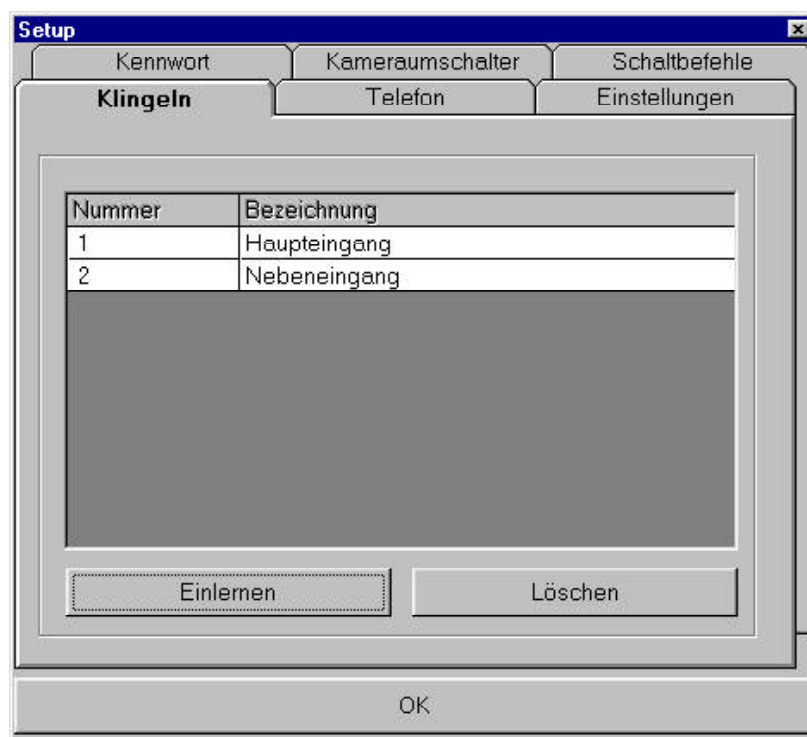 Setup
Kennwort Kameraumschalter Schaltbefehle
Klingeln Telefon Einstellungen
Nummer Bezeichnung
1 Haupteingang
2 Nebeneingang
Einlernen Löschen
OK